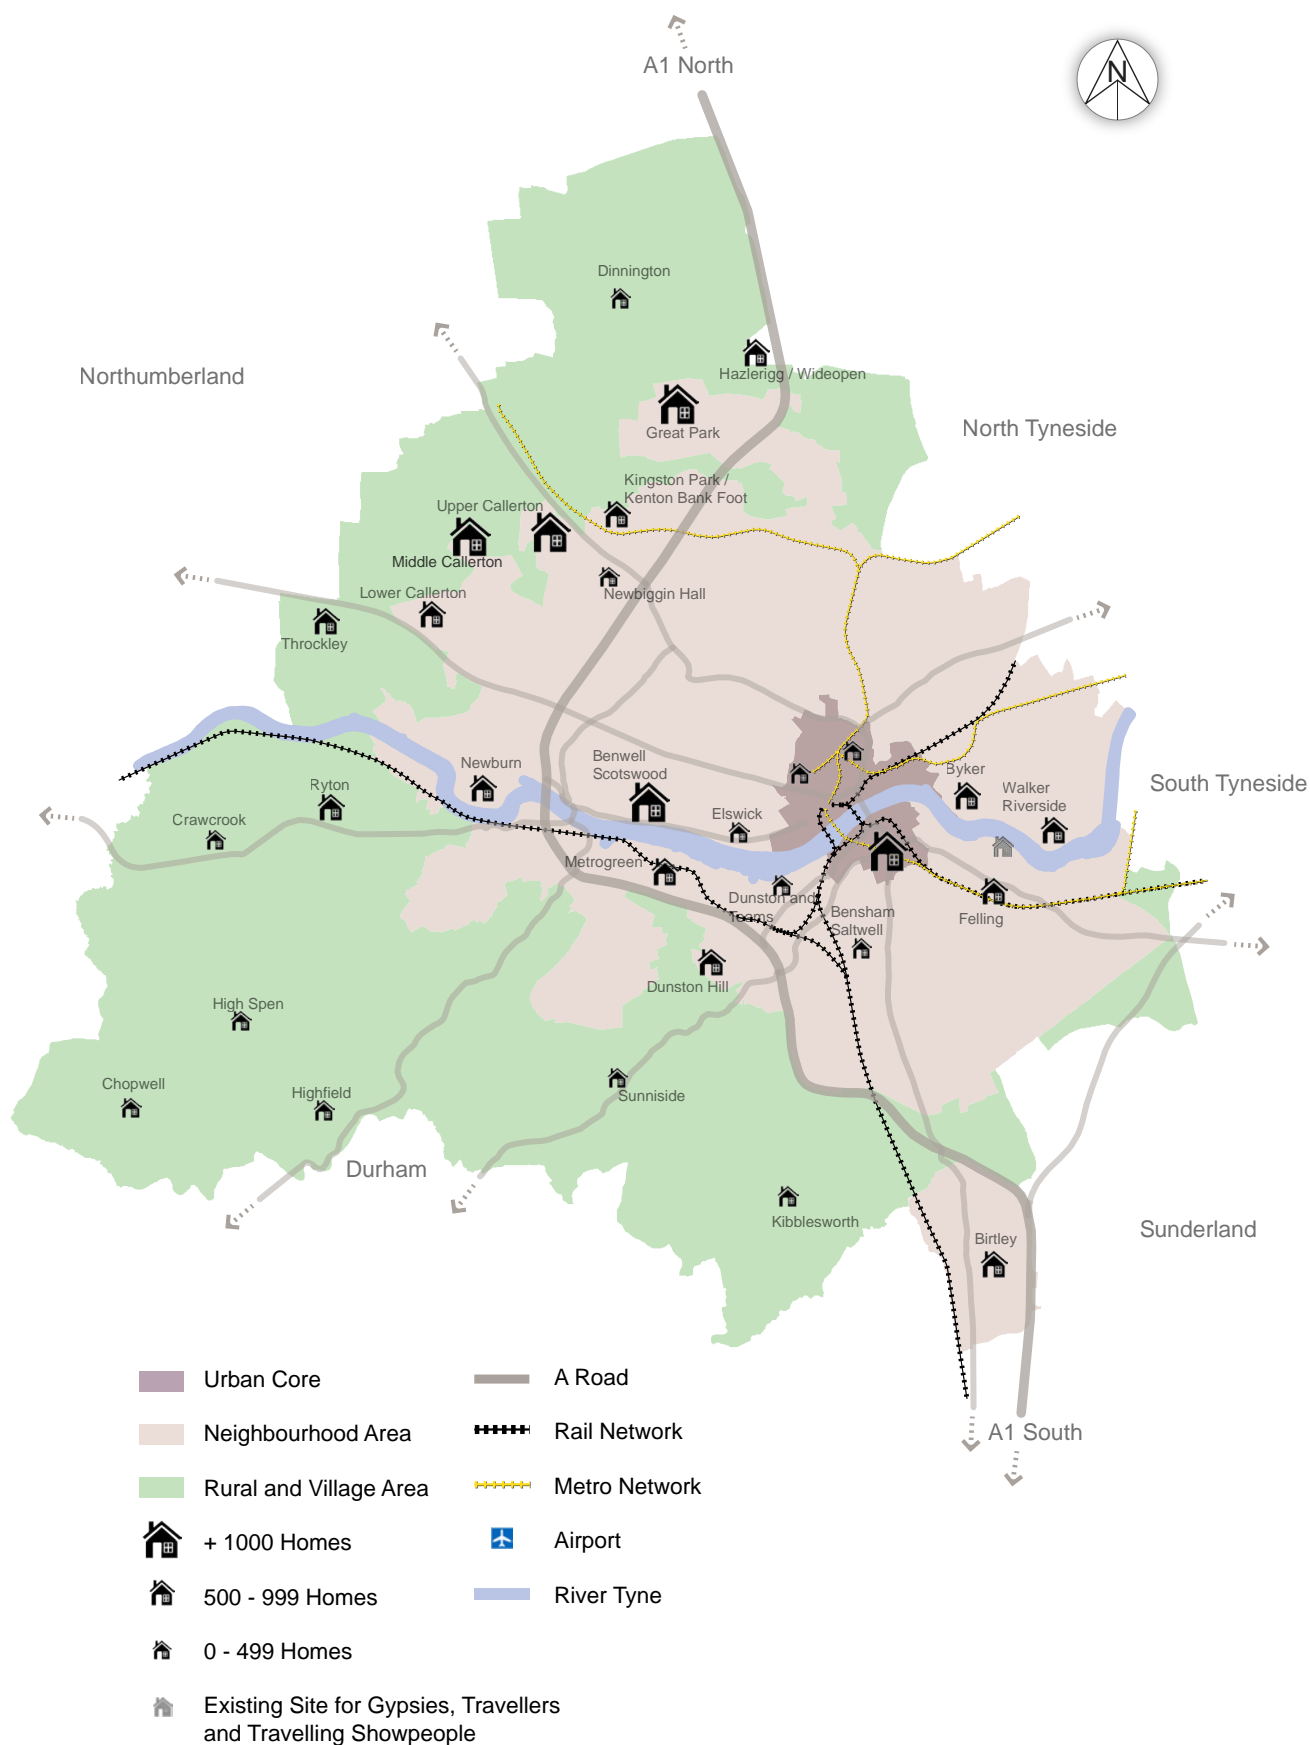 A1 North
N
Dinnington
Northumberland
Hazlerigg / Wideopen
North Tyneside
Great Park
Kingston Park /
Kenton Bank Foot
Upper Callerton
Middle Callerton
Lower Callerton
Newbiggin Hall
Throckley
Newburn
Benwell
Scotswood
Byker
Walker
Riverside
South Tyneside
Ryton
Crawcrook
Elswick
Metrogreen
Dunston and
Teams
Bensham
Saltwell
Felling
Dunston Hill
High Spen
Chopwell
Highfield
Sunniside
Durham
Kibblesworth
Birtley
Sunderland
A1 South
Urban Core
Neighbourhood Area
Rural and Village Area
+ 1000 Homes
500 - 999 Homes
0 - 499 Homes
Existing Site for Gypsies, Travellers
and Travelling Showpeople
A Road
Rail Network
Metro Network
Airport
River Tyne